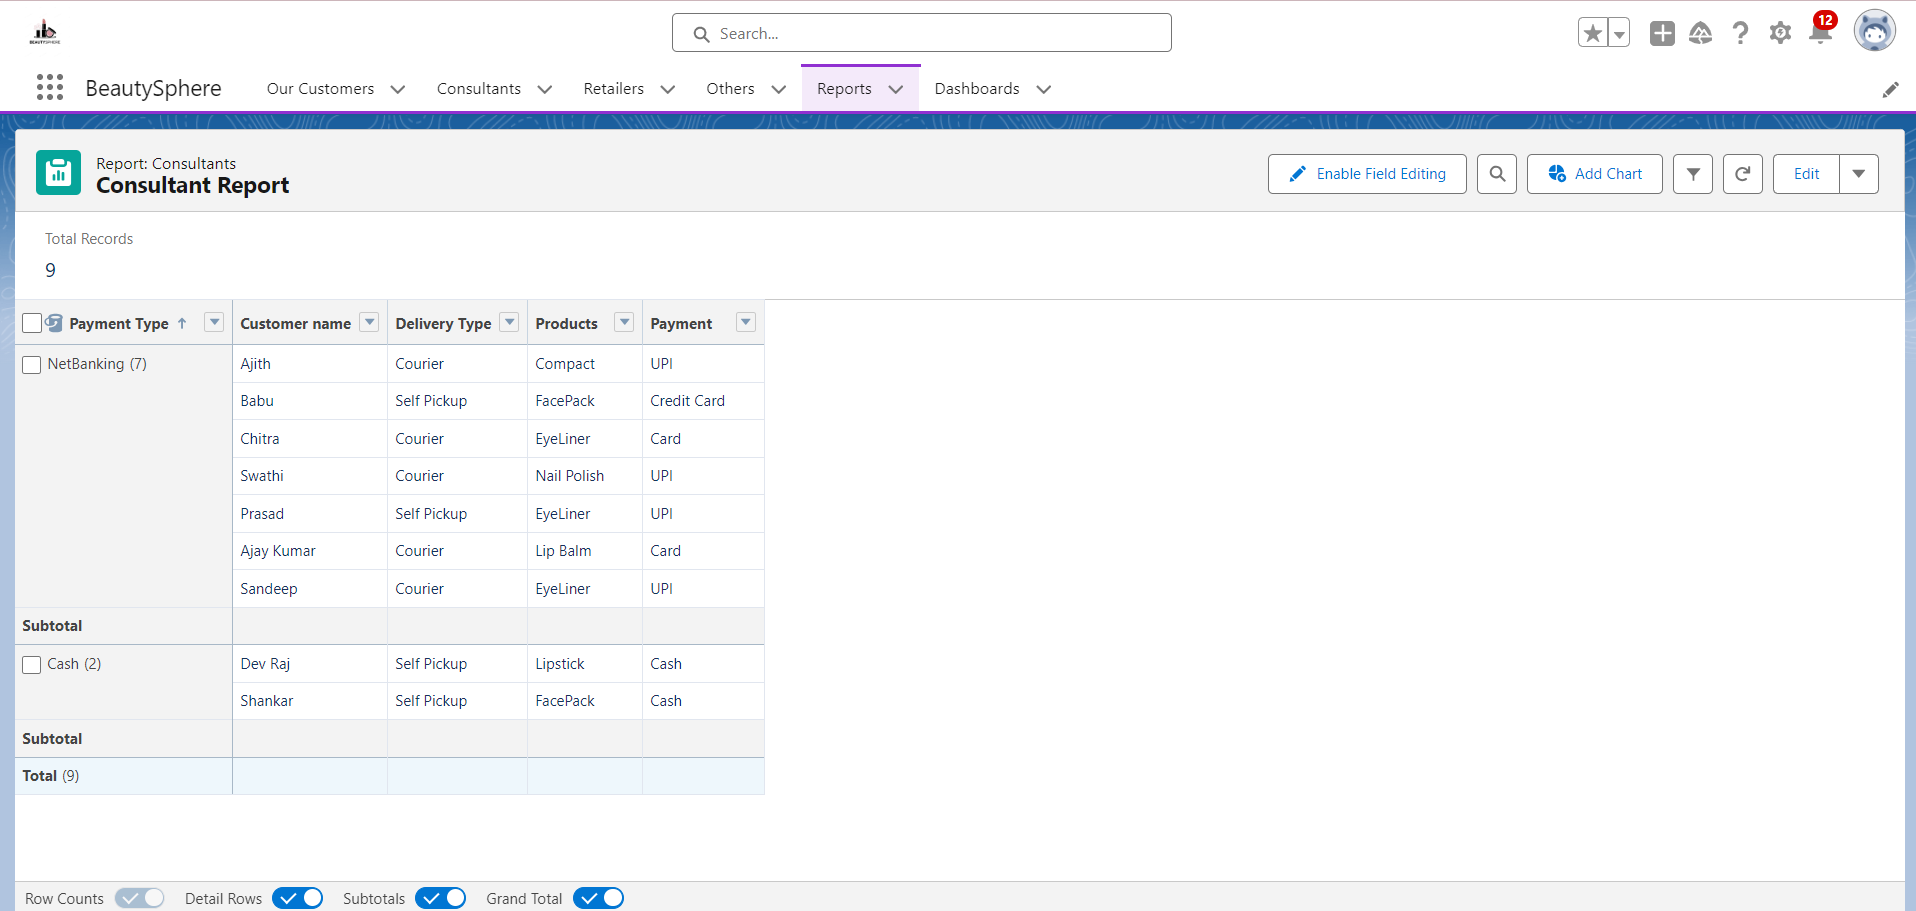 BEAUTYSPHERE
Search...
12
BeautySphere
Our Customers
Consultants
Retailers
Others
Reports
Dashboards
Report: Consultants
Consultant Report
Enable Field Editing
Add Chart
Edit
Total Records
9
Payment Type ↑ Customer name Delivery Type Products Payment
NetBanking (7) Ajith Courier Compact UPI
Babu Self Pickup FacePack Credit Card
Chitra Courier EyeLiner Card
Swathi Courier Nail Polish UPI
Prasad Self Pickup EyeLiner UPI
Ajay Kumar Courier Lip Balm Card
Sandeep Courier EyeLiner UPI
Subtotal
Cash (2) Dev Raj Self Pickup Lipstick Cash
Shankar Self Pickup FacePack Cash
Subtotal
Total (9)
Row Counts Detail Rows Subtotals Grand Total